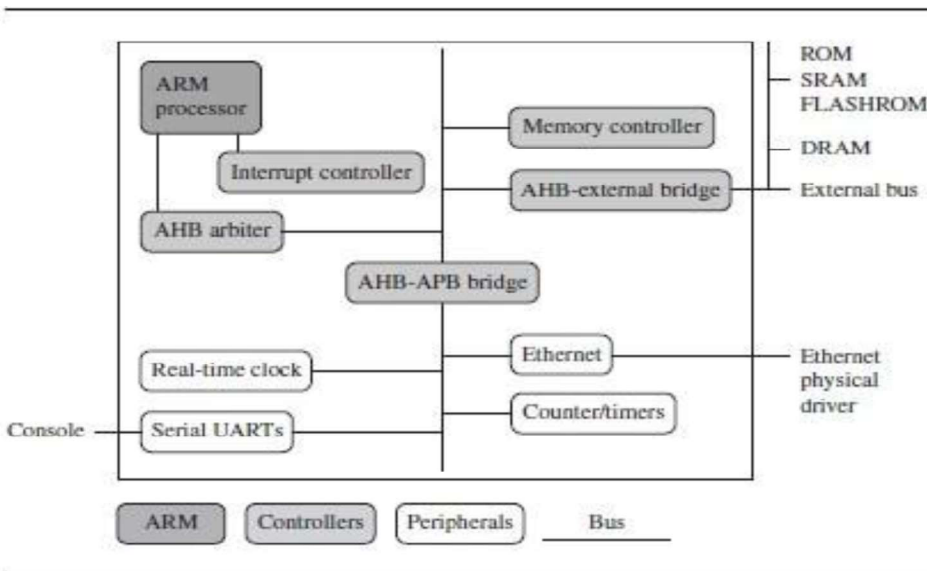 ARM
processor
Interrupt controller
AHB arbiter
Memory controller
AHB-external bridge
ROM
SRAM
FLASHROM
DRAM
External bus
AHB-APB bridge
Real-time clock
Console
Serial UARTs
Ethernet
Counter/timers
Ethernet
physical
driver
ARM
Controllers
Peripherals
Bus